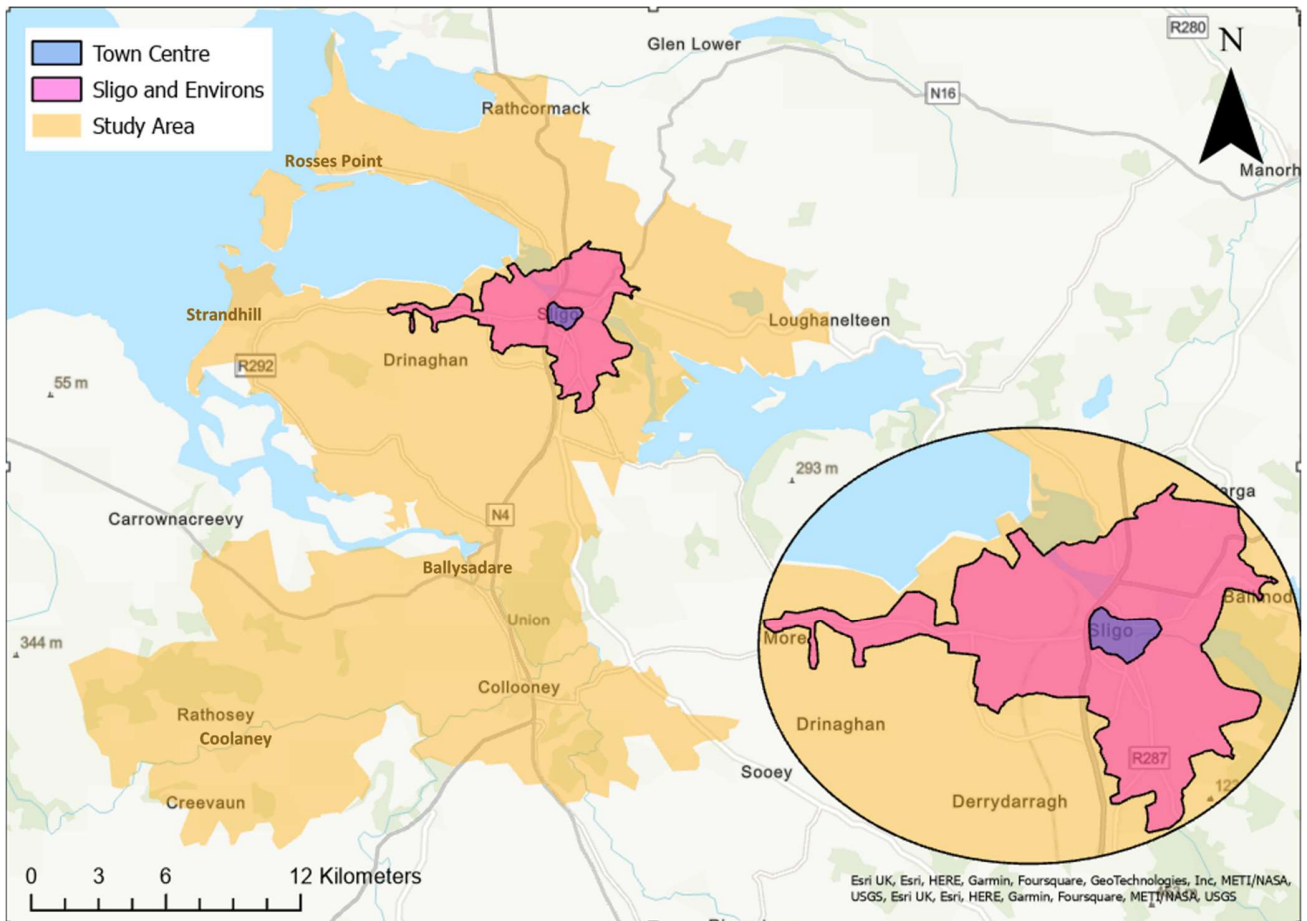 Town Centre
Sligo and Environs
Study Area
Glen Lower
R280
N
N16
Rathcormack
Manorh
Rosses Point
Strandhill
Sligo
Loughanelteen
Drinaghan
R292
55 m
293 m
Carrownacreevy
N4
Ballysadare
344 m
Union
Collooney
Rathosey
Coolaney
Sooey
Creevaun
erga
Ballmod
Sligo
More
Drinaghan
R287
Derrydarragh
0 3 6 12 Kilometers
Esri UK, Esri, HERE, Garmin, Foursquare, GeoTechnologies, Inc, METI/NASA,
USGS, Esri UK, Esri, HERE, Garmin, Foursquare, METI/NASA, USGS